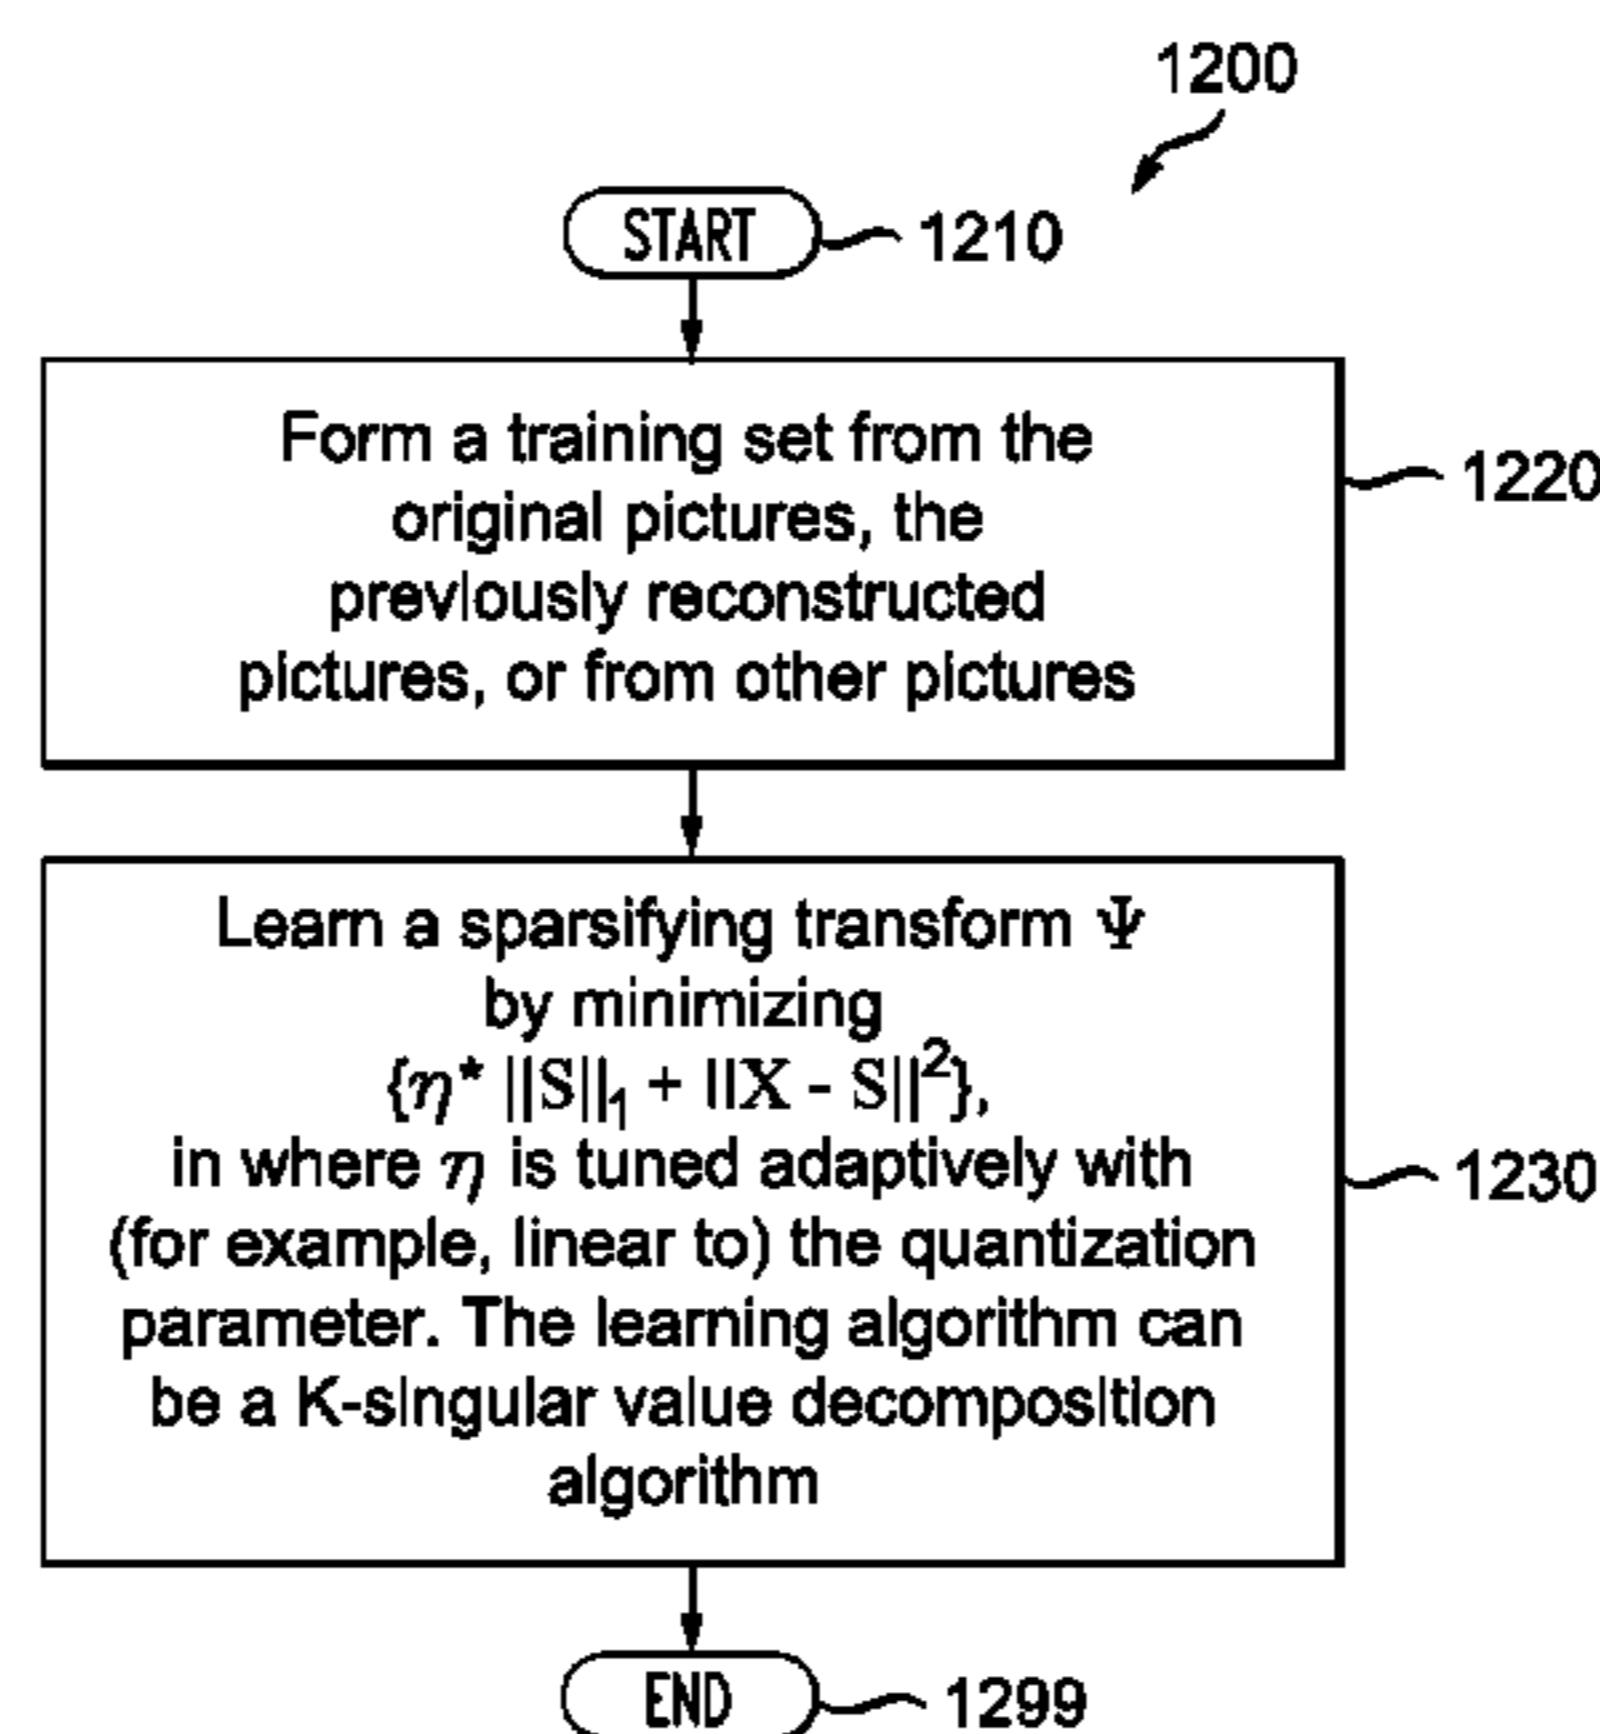 1200
START 1210
Form a training set from the
original pictures, the
previously reconstructed
pictures, or from other pictures
1220
Learn a sparsifying transform Ψ
by minimizing
{η* ||S||₁ + ||X - S||²},
in where η is tuned adaptively with
(for example, linear to) the quantization
parameter. The learning algorithm can
be a K-singular value decomposition
algorithm
1230
END 1299